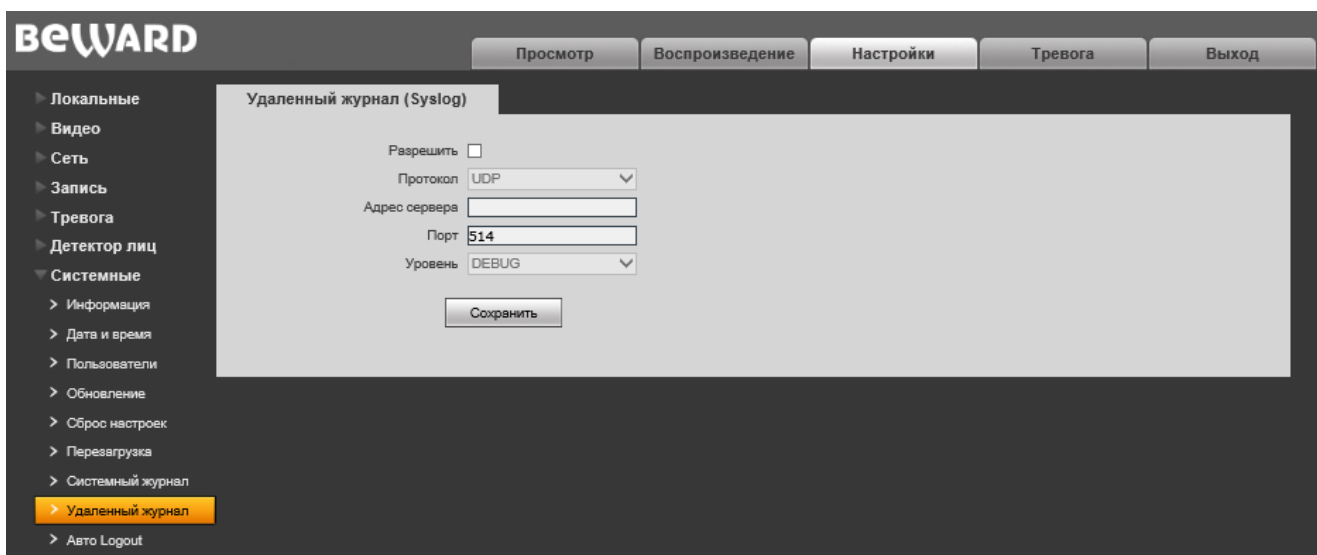 BEWARD
Просмотр
Воспроизведение
Настройки
Тревога
Выход
Локальные
Видео
Сеть
Запись
Тревога
Детектор лиц
Системные
Информация
Дата и время
Пользователи
Обновление
Сброс настроек
Перезагрузка
Системный журнал
Удаленный журнал
Авто Logout
Удаленный журнал (Syslog)
Разрешить
Протокол UDP
Адрес сервера
Порт 514
Уровень DEBUG
Сохранить